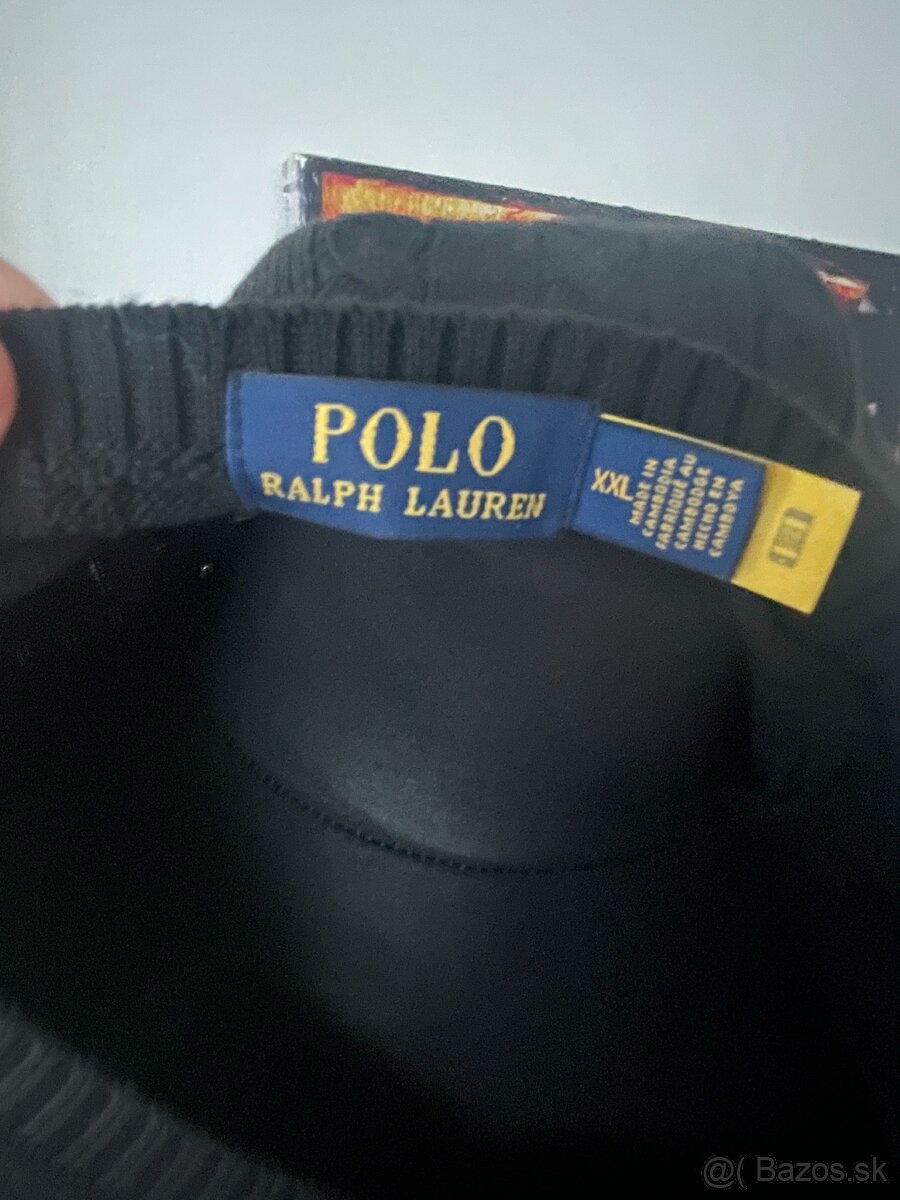 POLO
RALPH LAUREN
XXL
MADE IN
CAMBODIA
FABRIQUÉ AU
CAMBODGE
HECHO EN
CAMBOYA
@( Bazos.sk